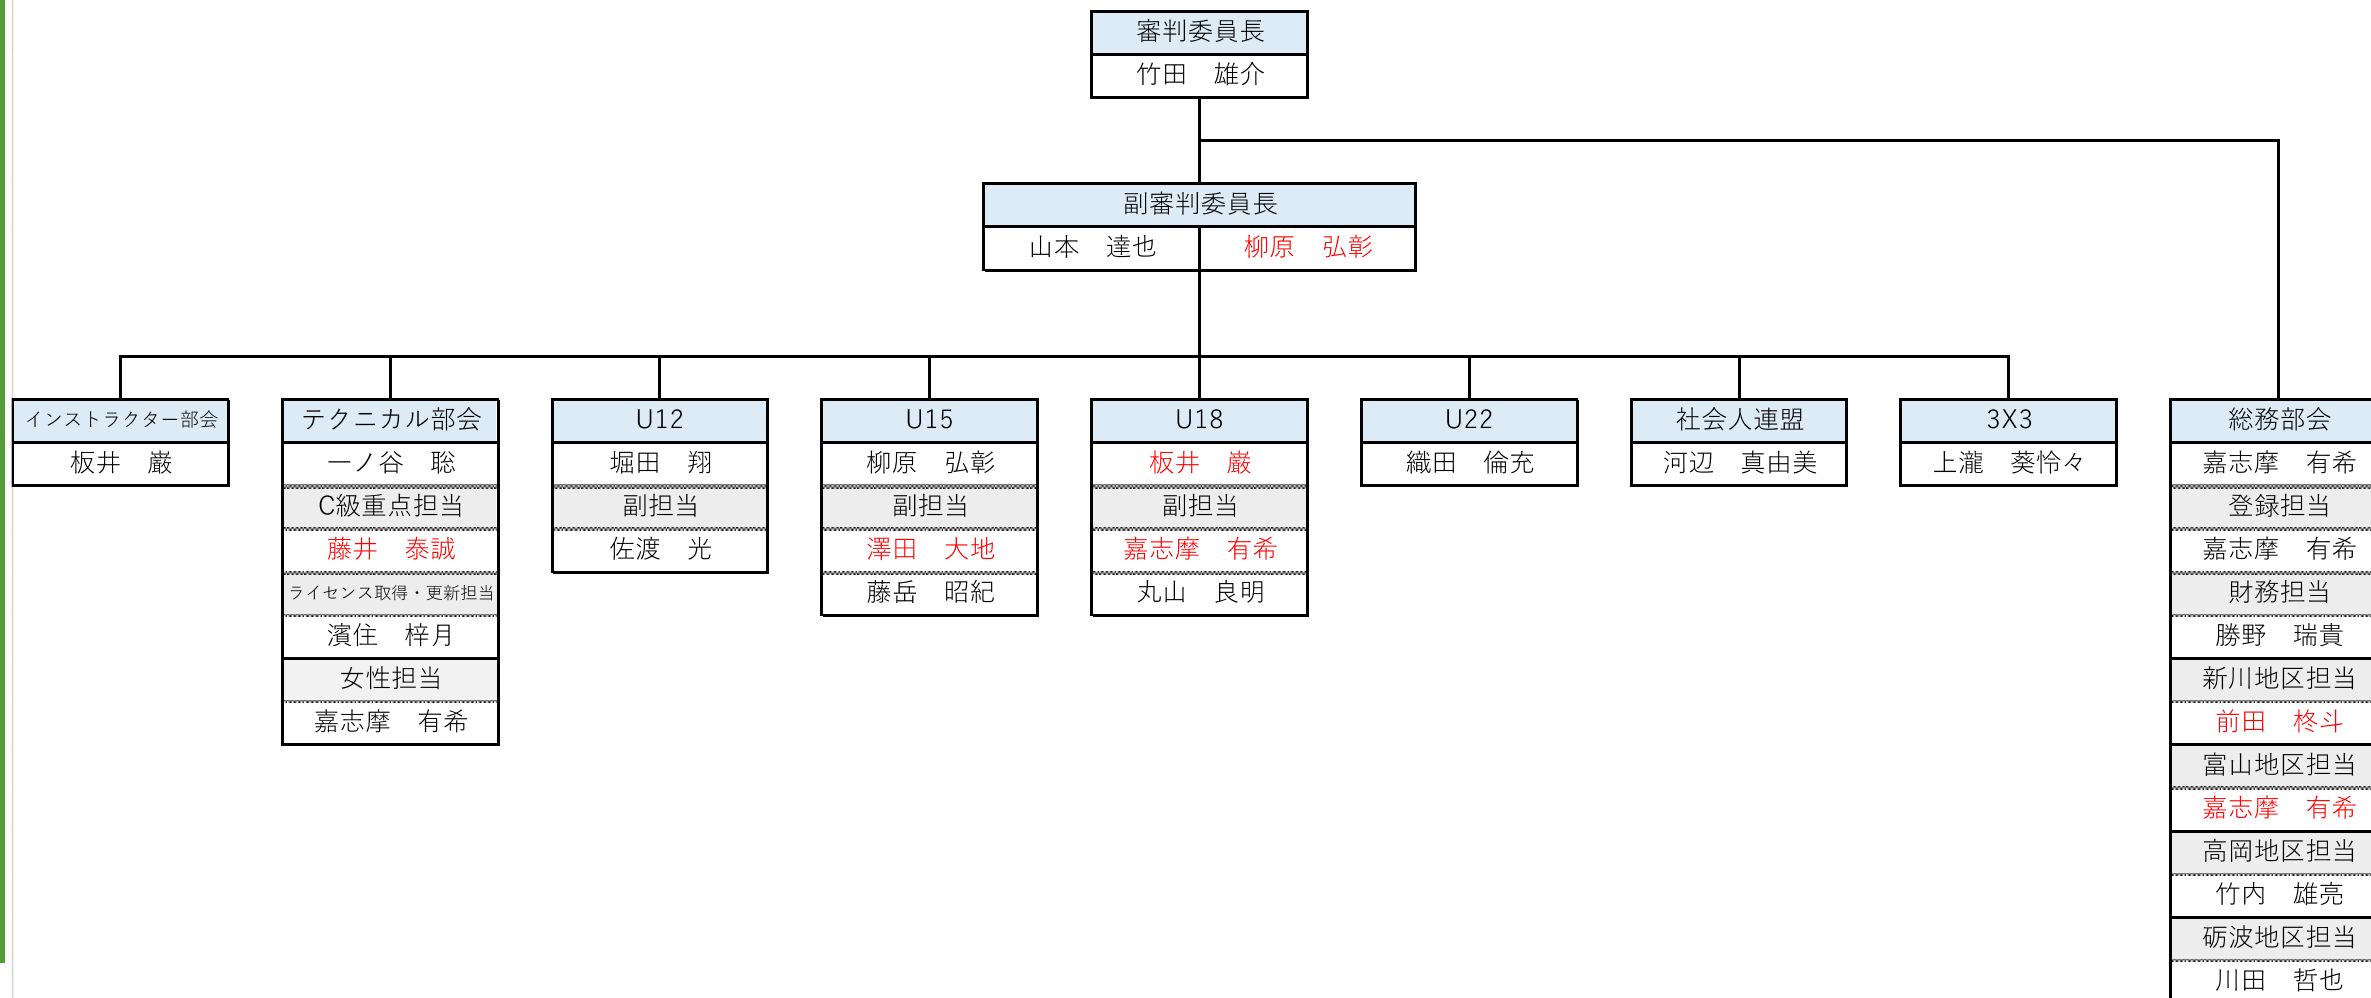 審判委員長
竹田　雄介
副審判委員長
山本　達也　柳原　弘彰
インストラクター部会
板井　巌
テクニカル部会
一ノ谷　聡
C級重点担当
藤井　泰誠
ライセンス取得・更新担当
濱住　梓月
女性担当
嘉志摩　有希
U12
堀田　翔
副担当
佐渡　光
U15
柳原　弘彰
副担当
澤田　大地
藤岳　昭紀
U18
板井　巌
副担当
嘉志摩　有希
丸山　良明
U22
織田　倫充
社会人連盟
河辺　真由美
3X3
上瀧　葵怜々
総務部会
嘉志摩　有希
登録担当
嘉志摩　有希
財務担当
勝野　瑞貴
新川地区担当
前田　柊斗
富山地区担当
嘉志摩　有希
高岡地区担当
竹内　雄亮
砺波地区担当
川田　哲也